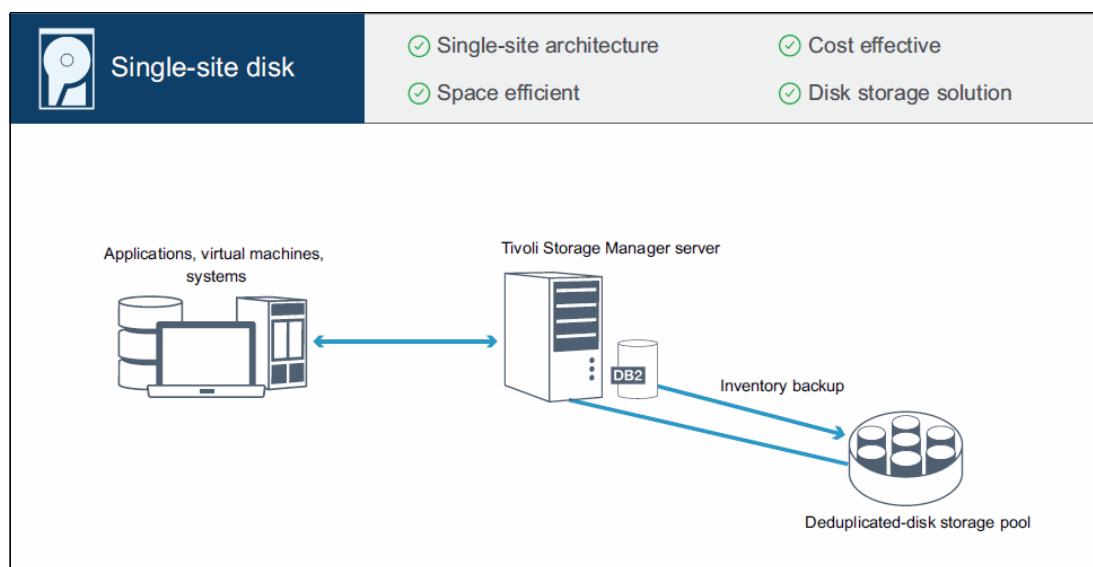 Single-site disk
Single-site architecture
Cost effective
Space efficient
Disk storage solution
Applications, virtual machines,
systems
Tivoli Storage Manager server
DB2
Inventory backup
Deduplicated-disk storage pool